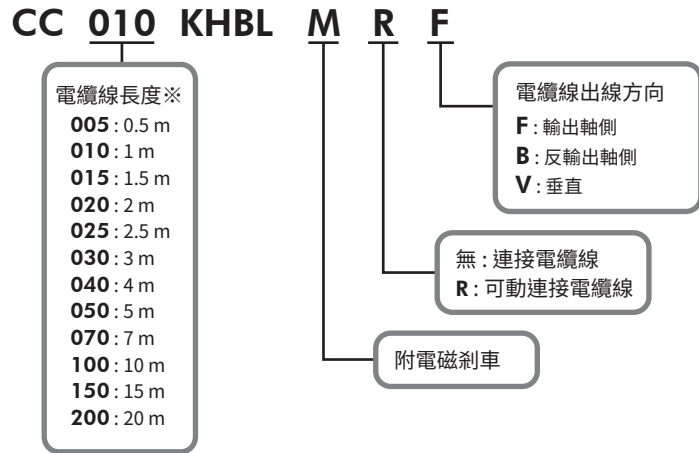 CC 010 KHBL M R F
電纜線長度※
005 : 0.5 m
010 : 1 m
015 : 1.5 m
020 : 2 m
025 : 2.5 m
030 : 3 m
040 : 4 m
050 : 5 m
070 : 7 m
100 : 10 m
150 : 15 m
200 : 20 m
電纜線出線方向
F : 輸出軸側
B : 反輸出軸側
V : 垂直
無 : 連接電纜線
R : 可動連接電纜線
附電磁剎車